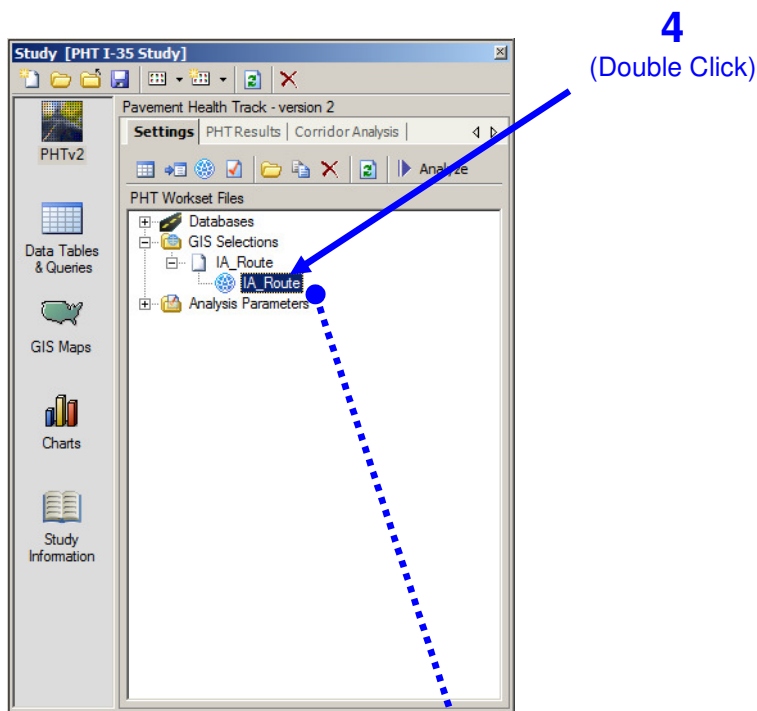 4
(Double Click)
Study [PHT I-35 Study]
Pavement Health Track - version 2
Settings PHT Results Corridor Analysis
Analyze
PHT Workset Files
Databases
GIS Selections
IA_Route
IA_Route
Analysis Parameters
PHTv2
Data Tables
& Queries
GIS Maps
Charts
Study
Information